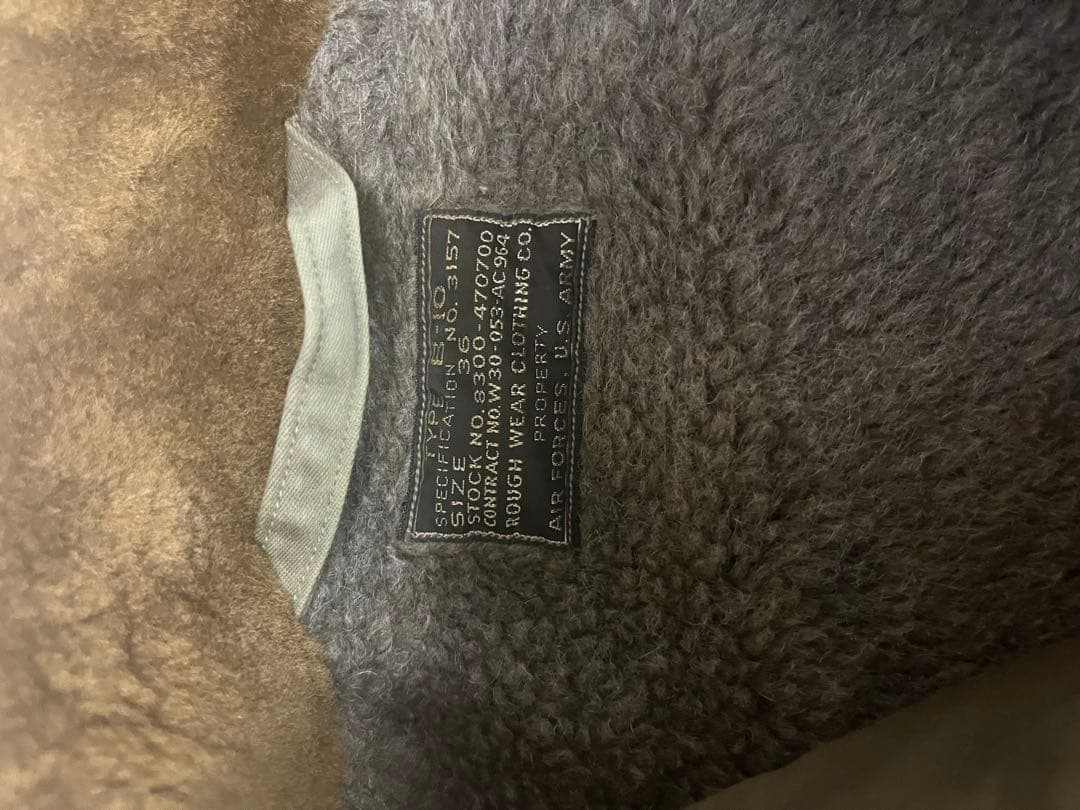 TYPE B-10
SPECIFICATION NO. 3157
SIZE 36
STOCK NO. 8300-470700
CONTRACT NO. W30-053-AC964
ROUGH WEAR CLOTHING CO.
PROPERTY
AIR FORCES, U.S. ARMY